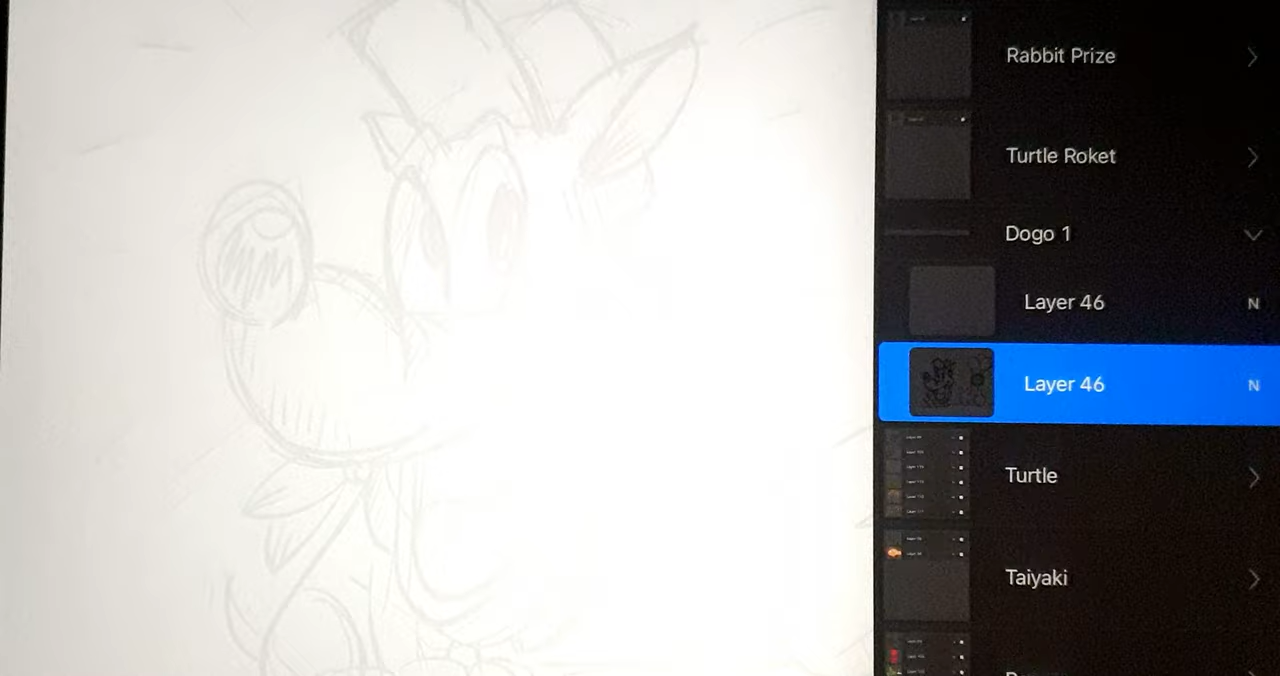 Rabbit Prize
Turtle Roket
Dogo 1
Layer 46
N
Layer 46
N
Turtle
Taiyaki